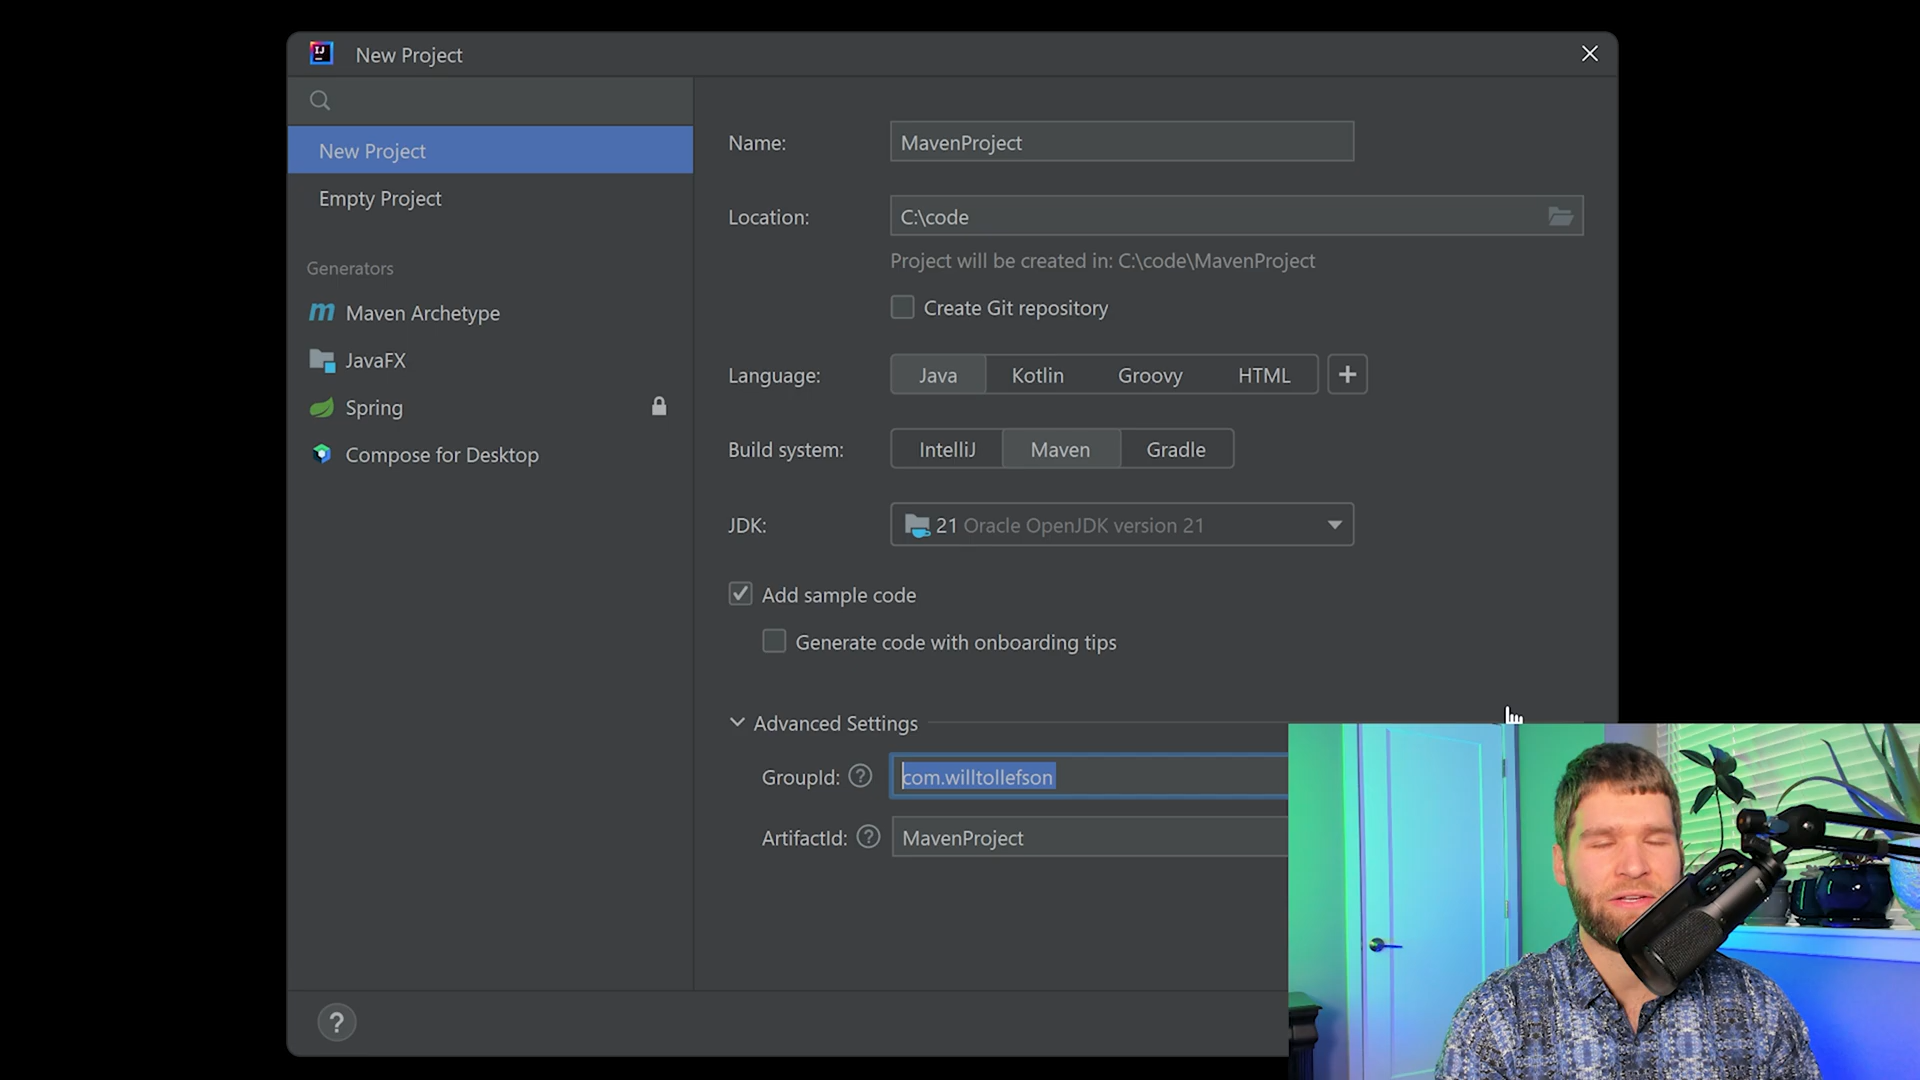 New Project
New Project
Empty Project
Generators
Maven Archetype
JavaFX
Spring
Compose for Desktop
Name: MavenProject
Location: C:\code
Project will be created in: C:\code\MavenProject
Create Git repository
Language: Java Kotlin Groovy HTML +
Build system: IntelliJ Maven Gradle
JDK: 21 Oracle OpenJDK version 21
Add sample code
Generate code with onboarding tips
Advanced Settings
GroupId: ? com.willtollefson
ArtifactId: ? MavenProject
?